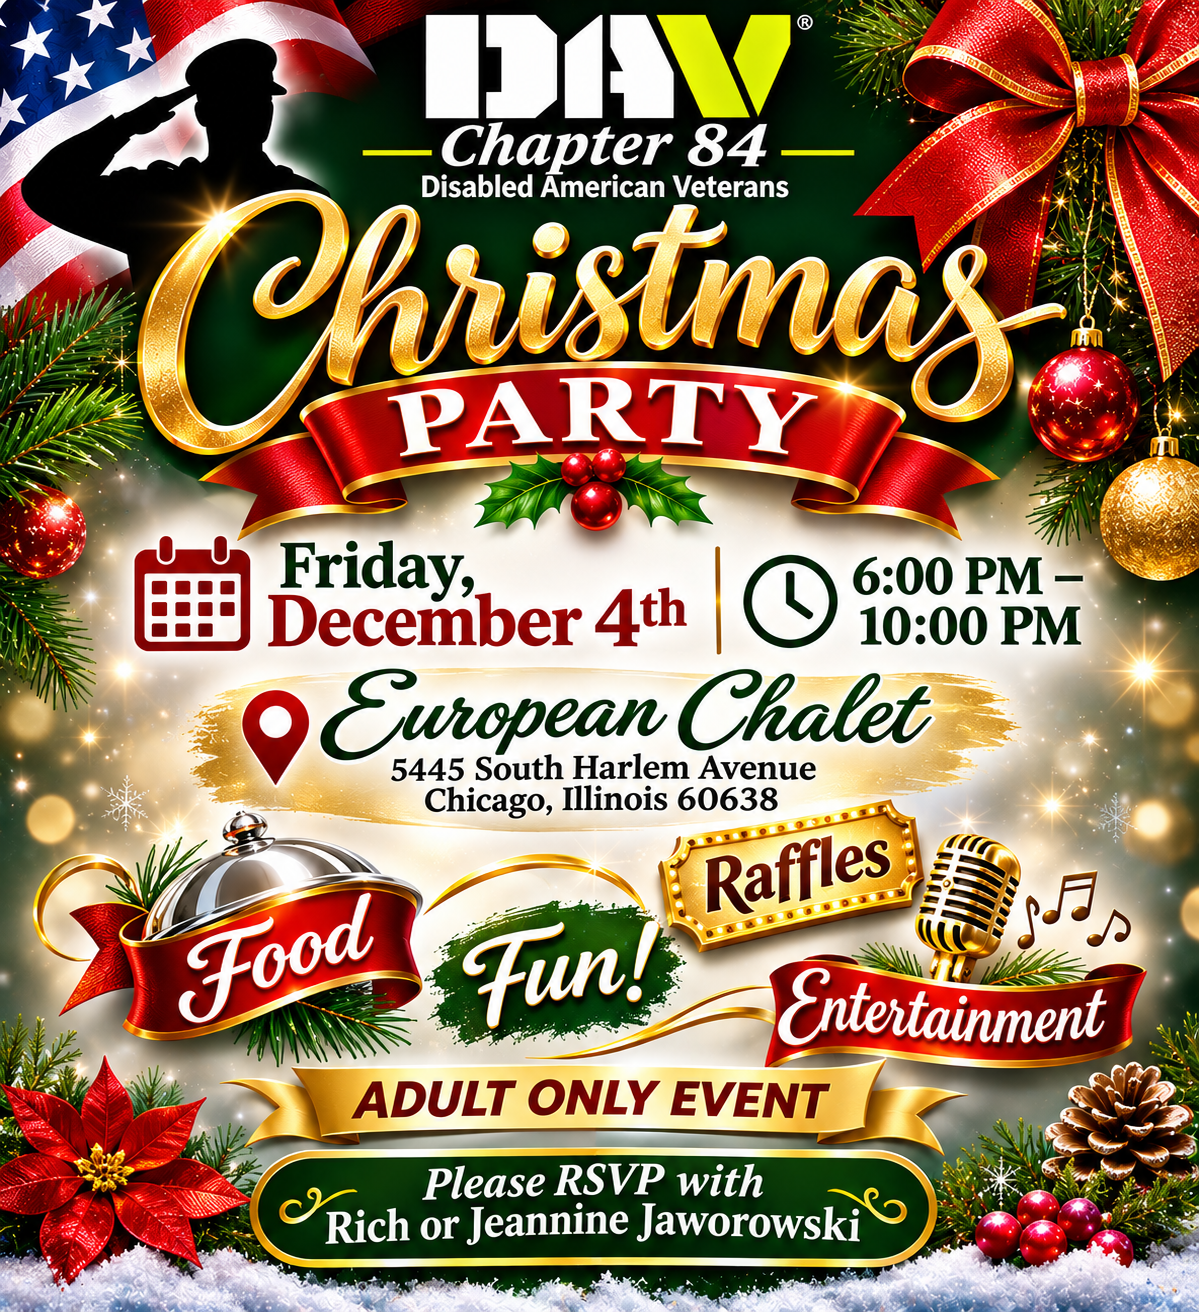 DAV®
Chapter 84
Disabled American Veterans
Christmas
PARTY
Friday,
December 4th
6:00 PM –
10:00 PM
European Chalet
5445 South Harlem Avenue
Chicago, Illinois 60638
Food
Fun!
Raffles
Entertainment
ADULT ONLY EVENT
Please RSVP with
Rich or Jeannine Jaworowski